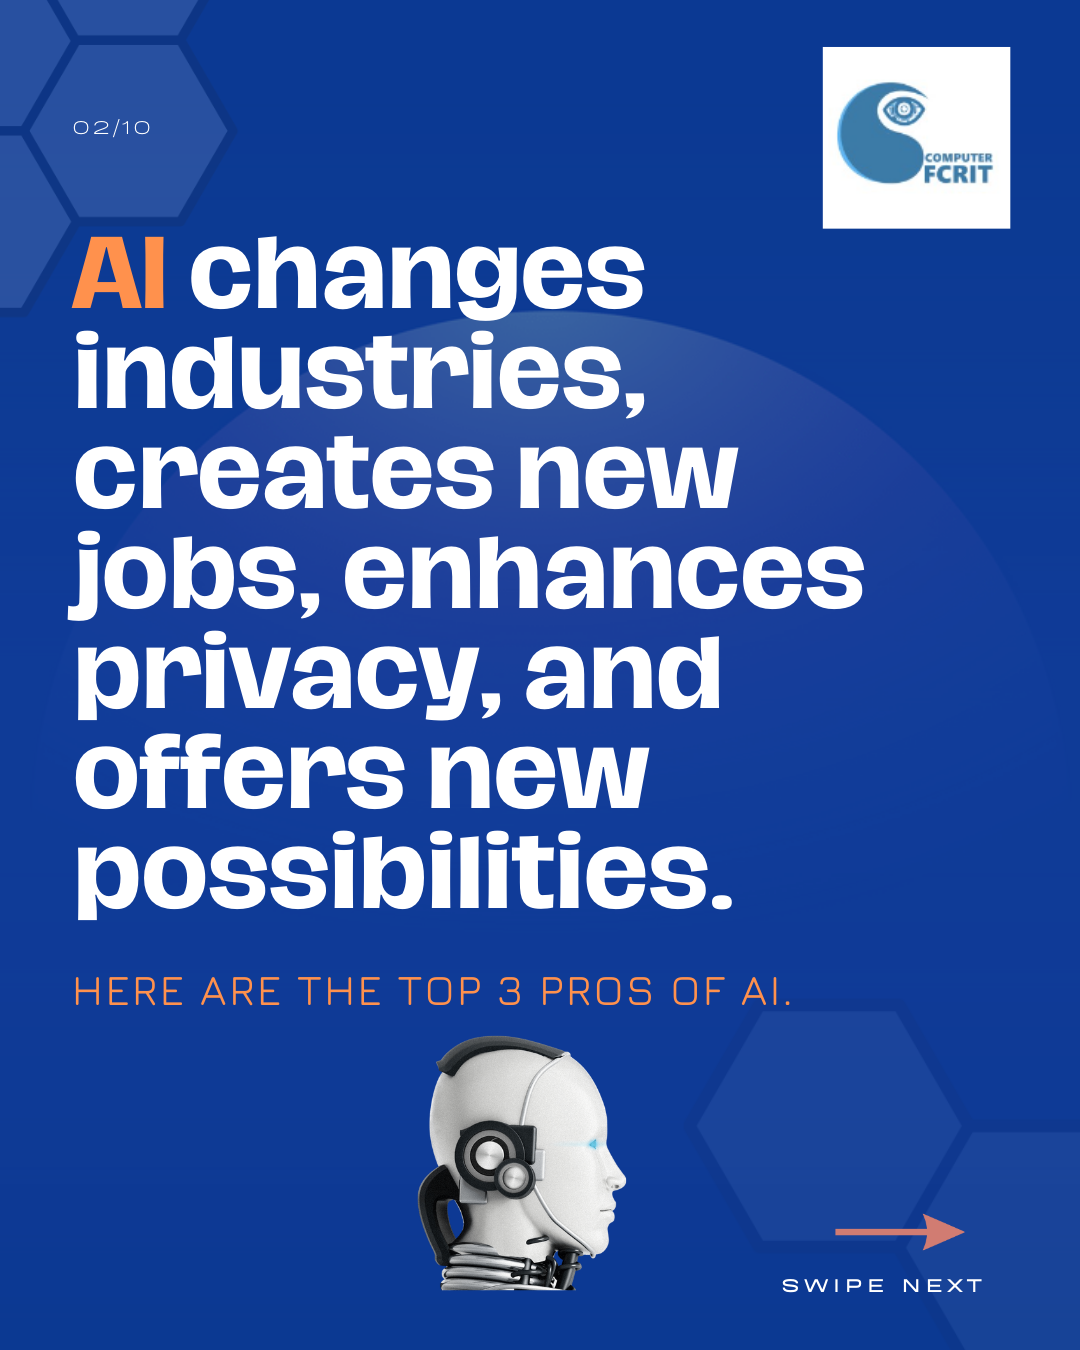 02/10
COMPUTER
FCRIT
AI changes
industries,
creates new
jobs, enhances
privacy, and
offers new
possibilities.
HERE ARE THE TOP 3 PROS OF AI.
SWIPE NEXT